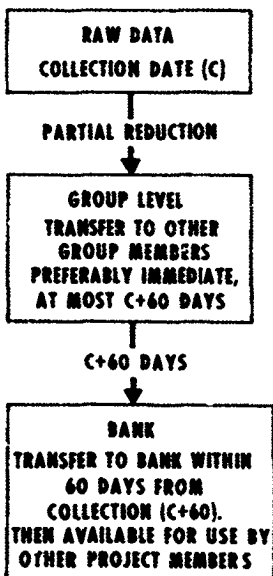 RAW DATA
COLLECTION DATE (C)
PARTIAL REDUCTION
GROUP LEVEL
TRANSFER TO OTHER
GROUP MEMBERS
PREFERABLY IMMEDIATE,
AT MOST C+60 DAYS
C+60 DAYS
BANK
TRANSFER TO BANK WITHIN
60 DAYS FROM
COLLECTION (C+60).
THEN AVAILABLE FOR USE BY
OTHER PROJECT MEMBERS